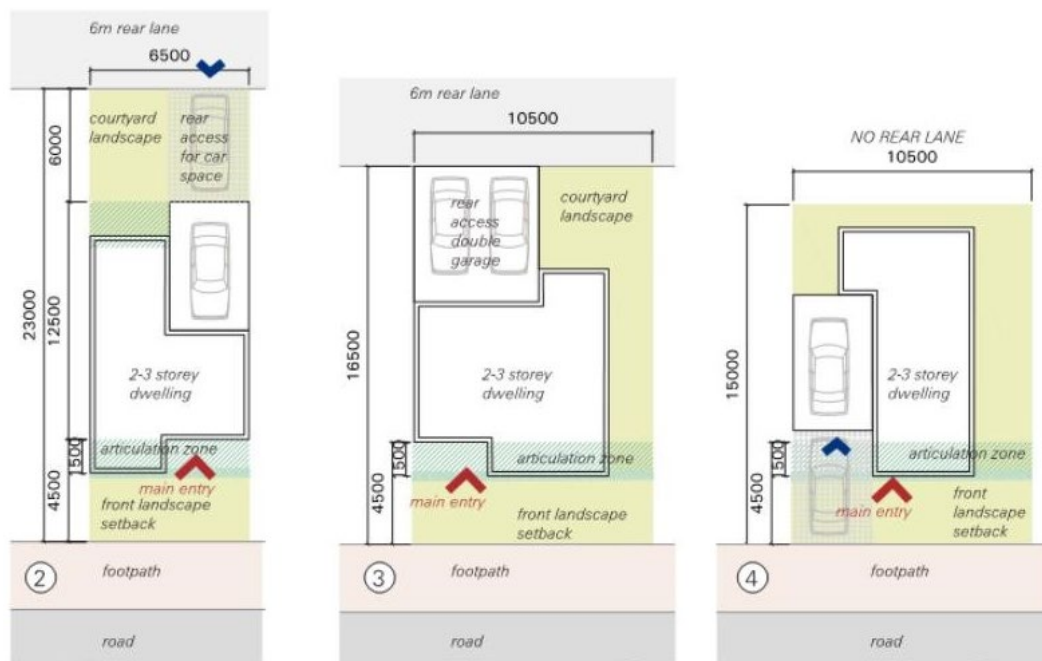 6m rear lane
6500
courtyard
landscape
rear
access
for car
space
6000
23000
12500
2-3 storey
dwelling
articulation zone
1500
4500
main entry
front landscape
setback
2
footpath
road
6m rear lane
10500
rear
access
double
garage
courtyard
landscape
16500
2-3 storey
dwelling
articulation zone
1500
4500
main entry
front landscape
setback
3
footpath
road
NO REAR LANE
10500
15000
2-3 storey
dwelling
articulation zone
1500
4500
main entry
front
landscape
setback
4
footpath
road